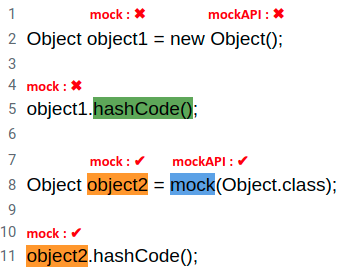 1 mock : ✖ mockAPI : ✖
2 Object object1 = new Object();
3
4 mock : ✖
5 object1.hashCode();
6
7 mock : ✔ mockAPI : ✔
8 Object object2 = mock(Object.class);
9
10 mock : ✔
11 object2.hashCode();